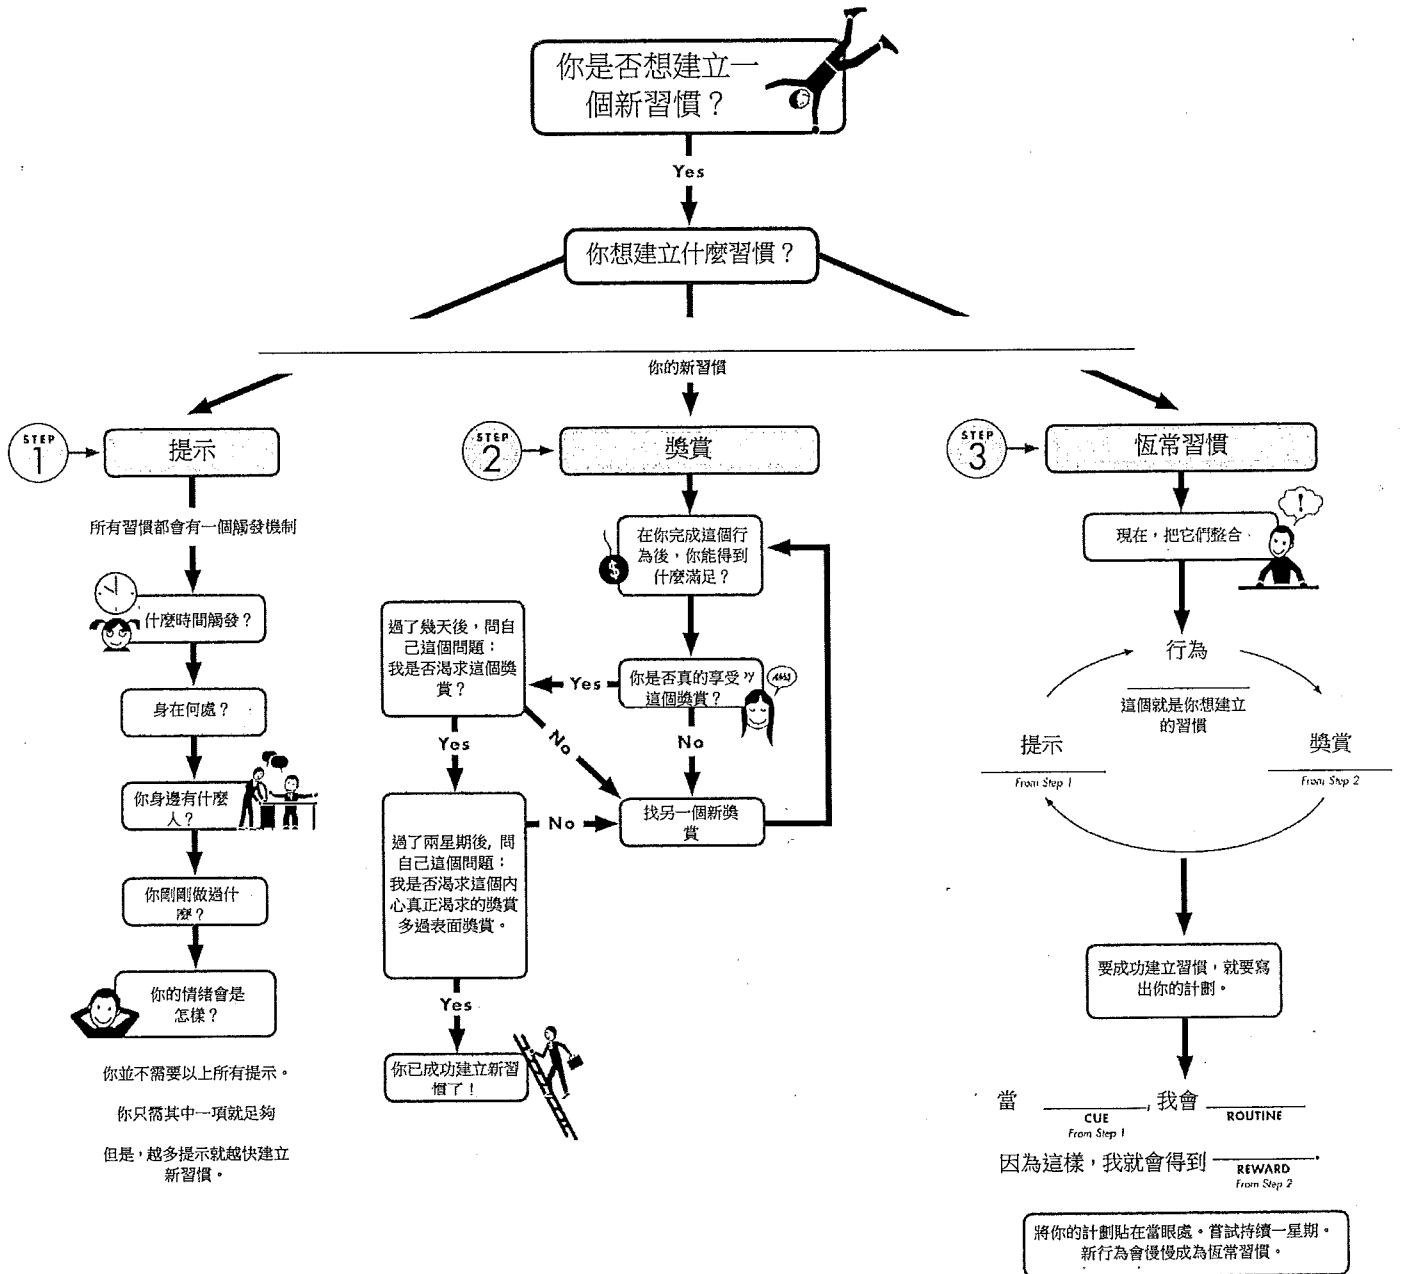 你是否想建立一
個新習慣？
Yes
你想建立什麼習慣？
你的新習慣
STEP
1
提示
所有習慣都會有一個觸發機制
什麼時間觸發？
身在何處？
你身邊有什麼
人？
你剛剛做過什
麼？
你的情绪會是
怎樣？
你並不需要以上所有提示。
你只需其中一項就足夠
但是，越多提示就越快建立
新習慣。
STEP
2
獎賞
在你完成這個行
為後，你能得到
什麼滿足？
$
你是否真的享受
這個獎賞？
Yes
過了幾天後，問自
己這個問題：
我是否渴求這個獎
賞？
Yes
No
No
找另一個新獎
賞
過了兩星期後, 問
自己這個問題：
我是否渴求這個內
心真正渴求的獎賞
多過表面獎賞。
No
Yes
你已成功建立新習
慣了！
STEP
3
恆常習慣
!
現在，把它們整合
行為
這個就是你想建立
的習慣
提示
From Step 1
獎賞
From Step 2
要成功建立習慣，就要寫
出你的計劃。
當 ，我會
CUE
From Step 1
ROUTINE
因為這樣，我就會得到 .
REWARD
From Step 2
將你的計劃貼在當眼處。嘗試持續一星期。
新行為會慢慢成為恆常習慣。